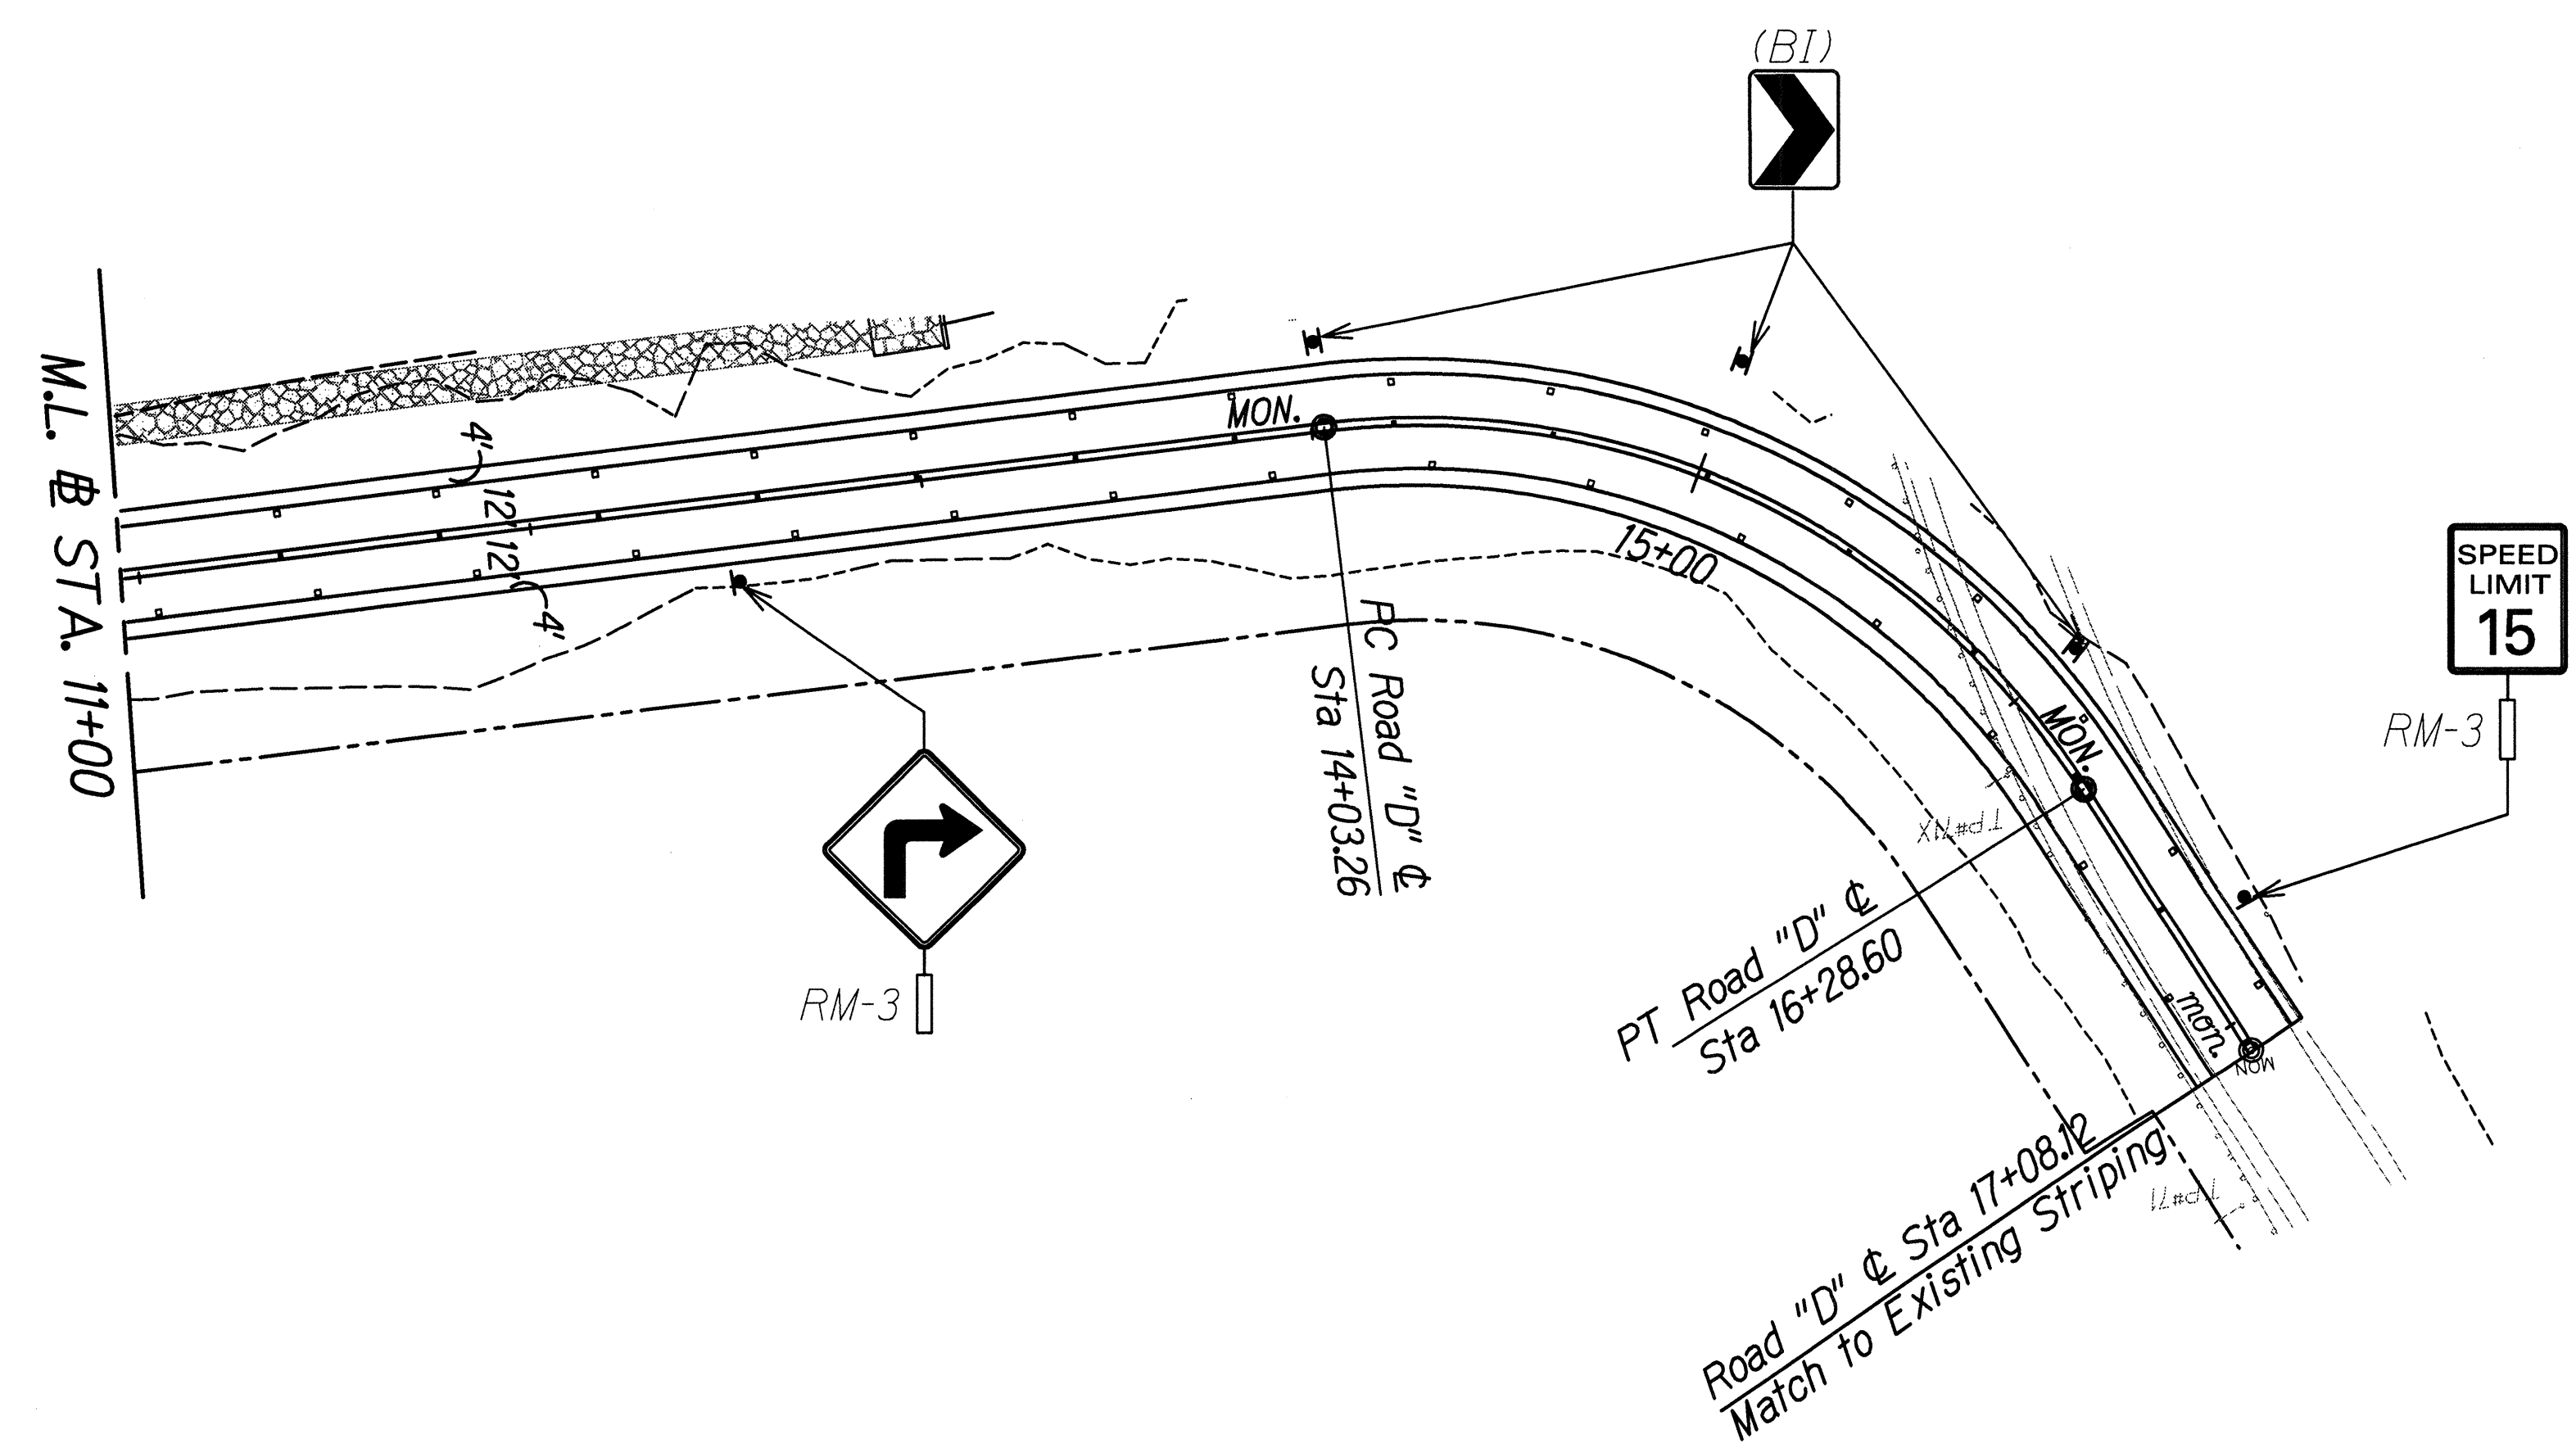 (BI)
SPEED
LIMIT
15
RM-3
M.L. BL STA. 11+00
4'
12'
12'
4'
MON.
15+00
PC Road "D" ℄
Sta 14+03.26
MON.
PT Road "D" ℄
Sta 16+28.60
mon.
MON
RM-3
Road "D" ℄ Sta 17+08.12
Match to Existing Striping